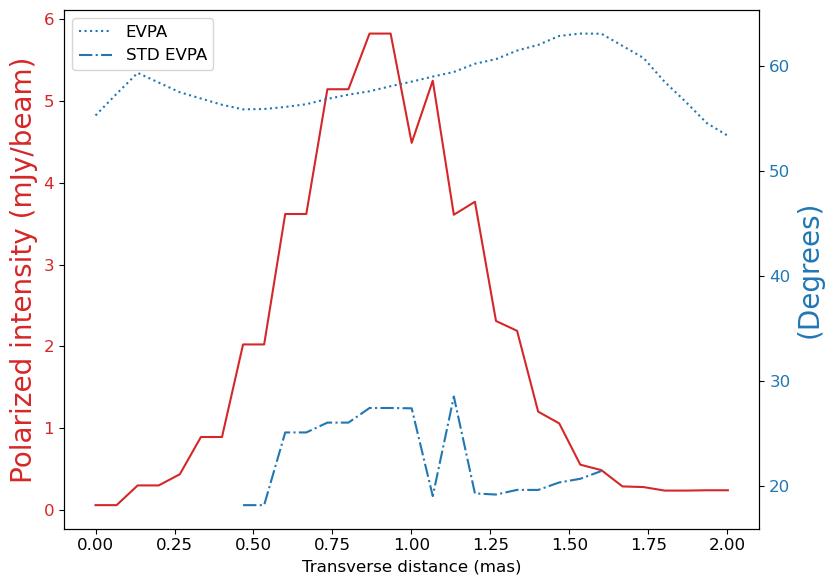 EVPA
STD EVPA
Polarized intensity (mJy/beam)
6
5
4
3
2
1
0
60
50
40
30
20
(Degrees)
0.00 0.25 0.50 0.75 1.00 1.25 1.50 1.75 2.00
Transverse distance (mas)